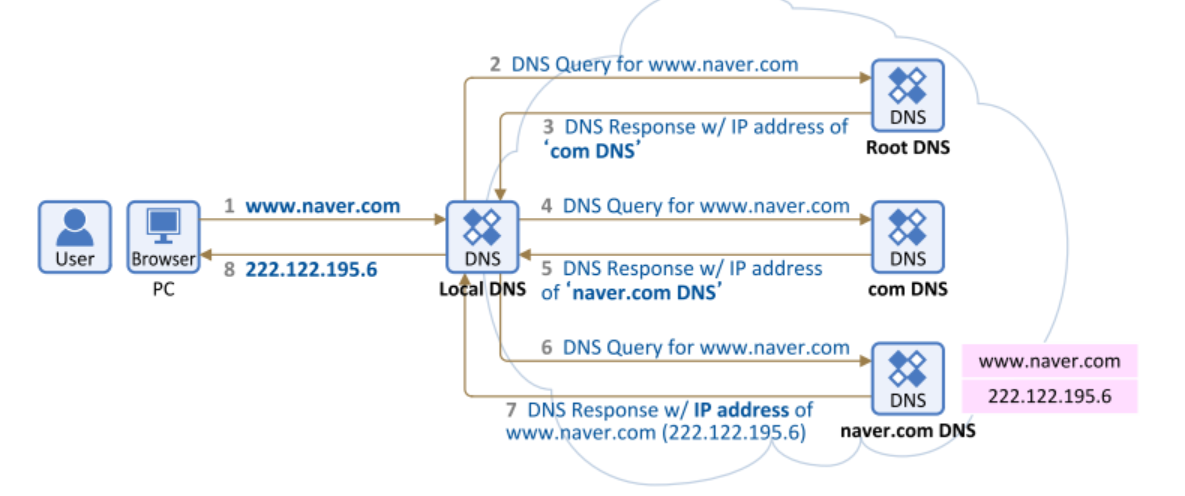 2 DNS Query for www.naver.com
DNS
Root DNS
3 DNS Response w/ IP address of
‘com DNS’
User
Browser
PC
1 www.naver.com
8 222.122.195.6
DNS
Local DNS
4 DNS Query for www.naver.com
5 DNS Response w/ IP address
of ‘naver.com DNS’
DNS
com DNS
6 DNS Query for www.naver.com
7 DNS Response w/ IP address of
www.naver.com (222.122.195.6)
DNS
naver.com DNS
www.naver.com
222.122.195.6